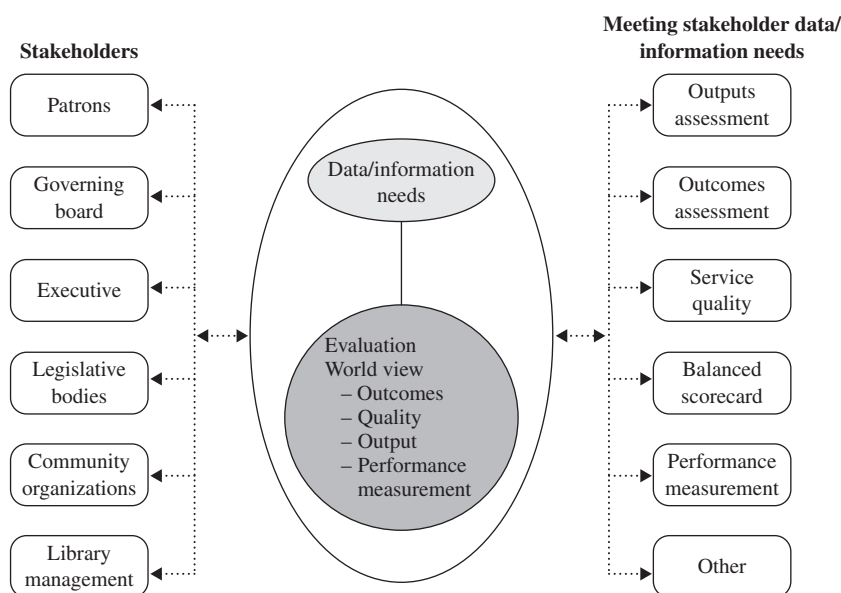 Stakeholders
Patrons
Governing
board
Executive
Legislative
bodies
Community
organizations
Library
management
Data/information
needs
Evaluation
World view
– Outcomes
– Quality
– Output
– Performance
measurement
Meeting stakeholder data/
information needs
Outputs
assessment
Outcomes
assessment
Service
quality
Balanced
scorecard
Performance
measurement
Other